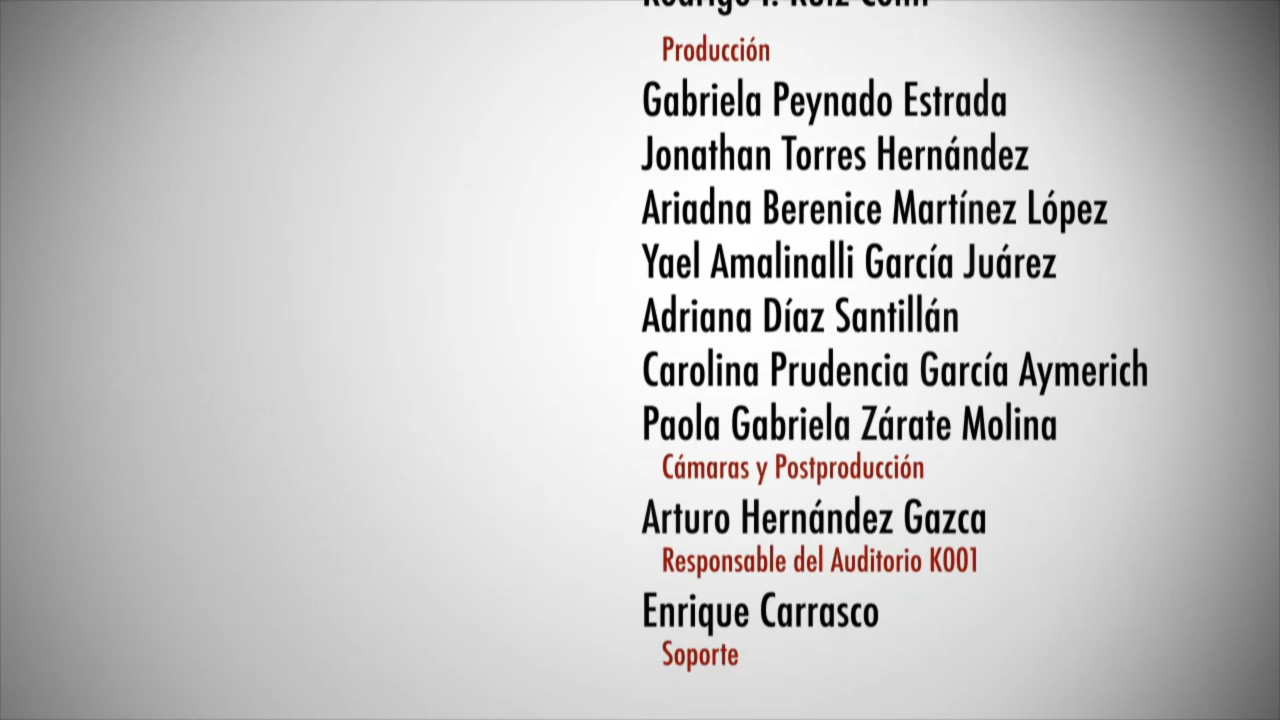 Producción
Gabriela Peynado Estrada
Jonathan Torres Hernández
Ariadna Berenice Martínez López
Yael Amalinalli García Juárez
Adriana Díaz Santillán
Carolina Prudencia García Aymerich
Paola Gabriela Zárate Molina
Cámaras y Postproducción
Arturo Hernández Gazca
Responsable del Auditorio K001
Enrique Carrasco
Soporte